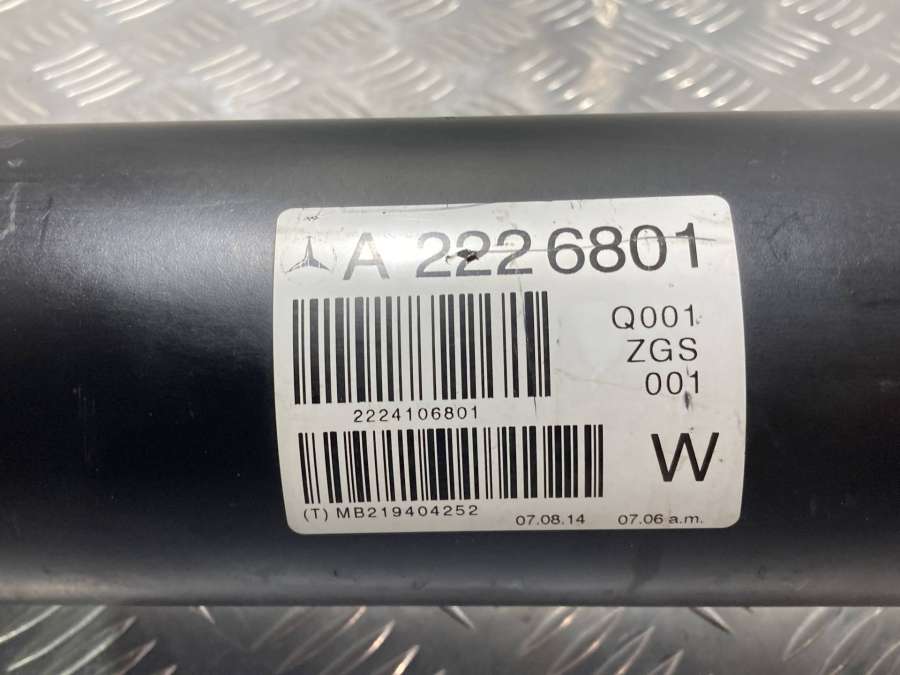 A 222 6801
Q001
ZGS
001
2224106801
W
(T) MB219404252
07.08.14 07.06 a.m.